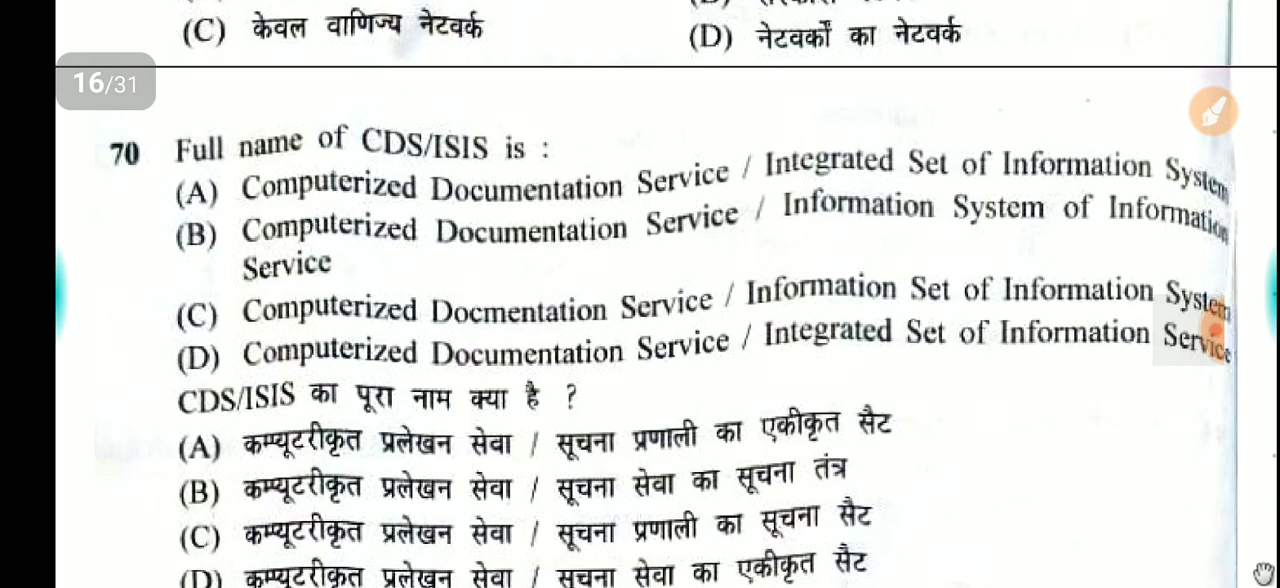 (C) केवल वाणिज्य नेटवर्क
(D) नेटवर्कों का नेटवर्क
16/31
70 Full name of CDS/ISIS is :
(A) Computerized Documentation Service / Integrated Set of Information System
(B) Computerized Documentation Service / Information System of Information
Service
(C) Computerized Docmentation Service / Information Set of Information System
(D) Computerized Documentation Service / Integrated Set of Information Service
CDS/ISIS का पूरा नाम क्या है ?
(A) कम्प्यूटरीकृत प्रलेखन सेवा / सूचना प्रणाली का एकीकृत सैट
(B) कम्प्यूटरीकृत प्रलेखन सेवा / सूचना सेवा का सूचना तंत्र
(C) कम्प्यूटरीकृत प्रलेखन सेवा / सूचना प्रणाली का सूचना सैट
(D) कम्प्यूटरीकृत प्रलेखन सेवा / सूचना सेवा का एकीकृत सैट